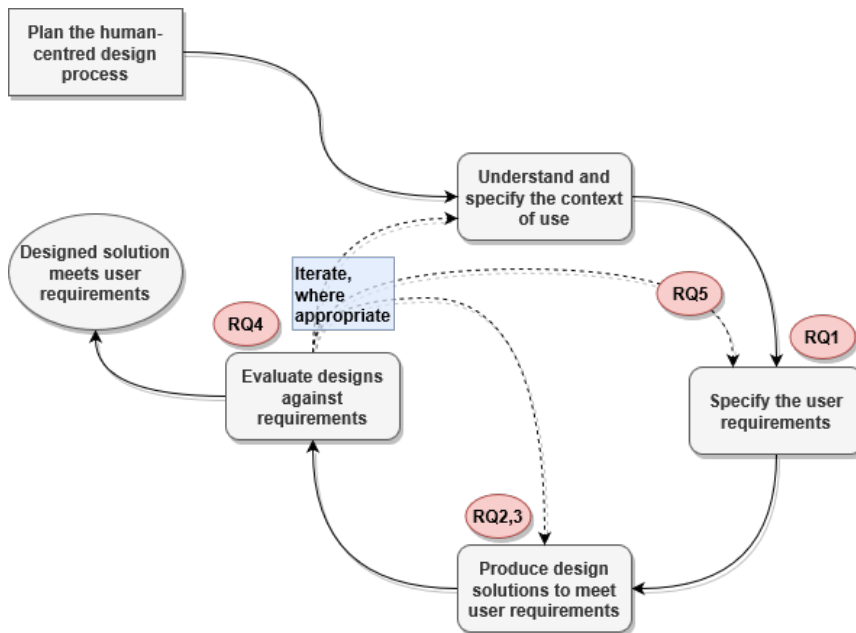 Plan the human-
centred design
process
Understand and
specify the context
of use
Designed solution
meets user
requirements
Iterate,
where
appropriate
RQ5
RQ4
RQ1
Evaluate designs
against
requirements
Specify the user
requirements
RQ2,3
Produce design
solutions to meet
user requirements